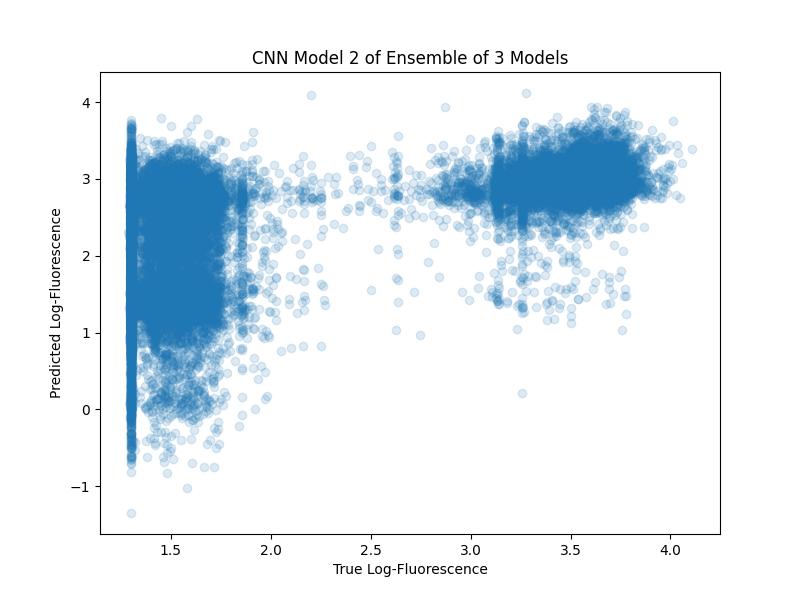 CNN Model 2 of Ensemble of 3 Models
4
3
2
1
0
−1
Predicted Log-Fluorescence
1.5 2.0 2.5 3.0 3.5 4.0
True Log-Fluorescence